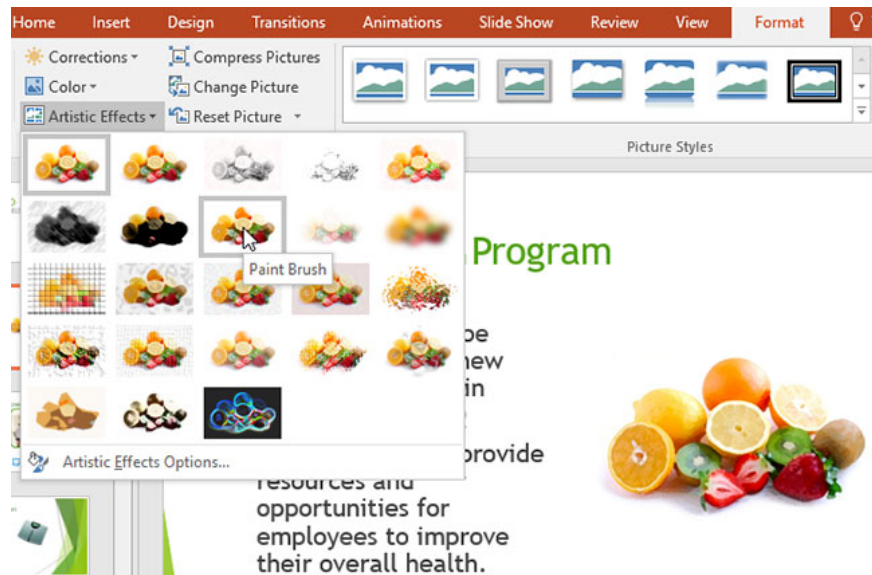 Home Insert Design Transitions Animations Slide Show Review View Format
Corrections Compress Pictures
Color Change Picture
Artistic Effects Reset Picture
Picture Styles
Paint Brush
Artistic Effects Options...
Program
be
new
in
provide
resources and
opportunities for
employees to improve
their overall health.